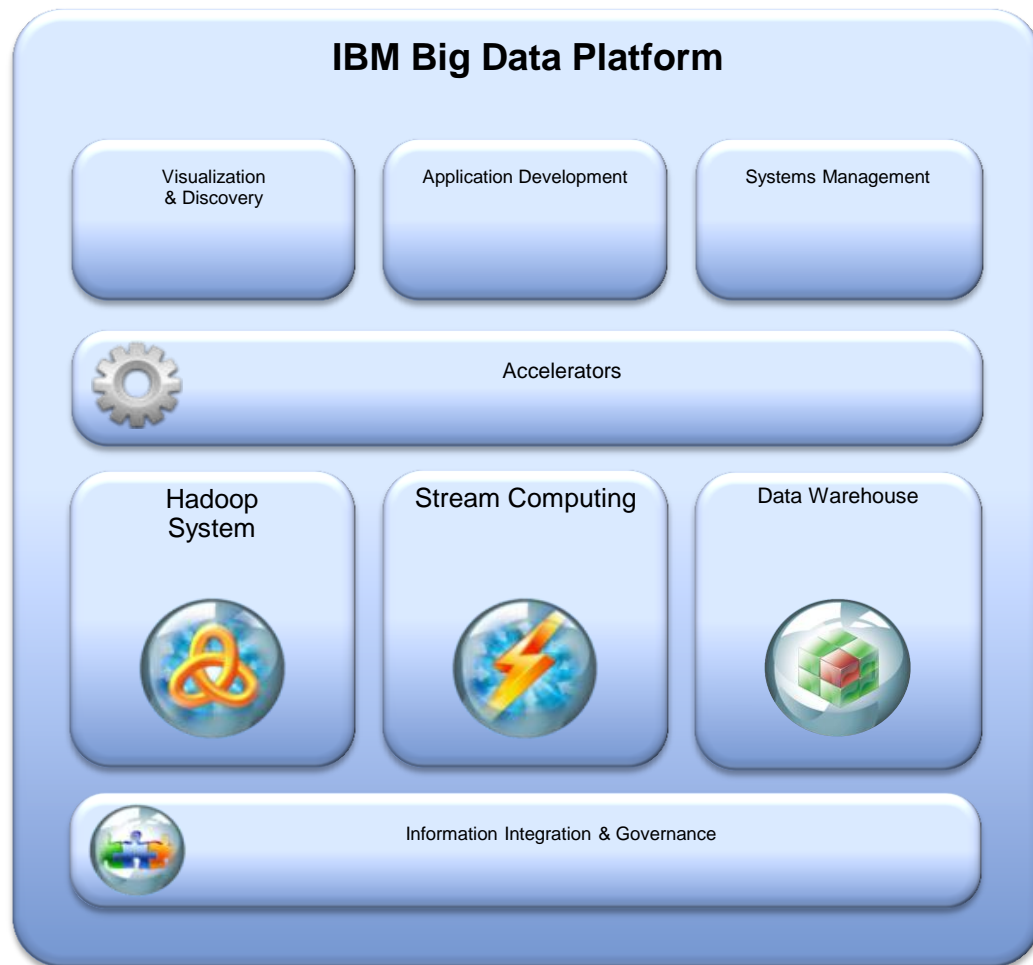 IBM Big Data Platform
Visualization
& Discovery
Application Development
Systems Management
Accelerators
Hadoop
System
Stream Computing
Data Warehouse
Information Integration & Governance